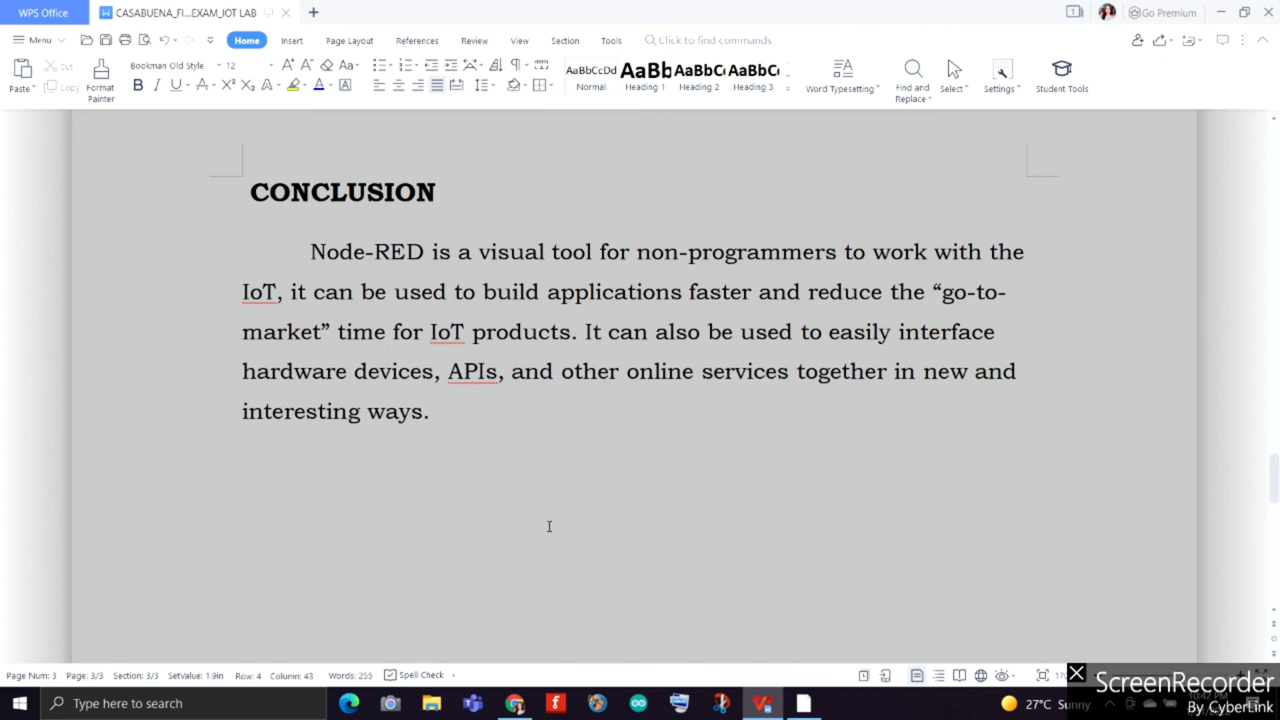 WPS Office CASABUENA_FI...EXAM_IOT LAB 1 Go Premium
Menu Home Insert Page Layout References Review View Section Tools Click to find commands
Bookman Old Style 12 AaBbCcDd AaBb AaBbC AaBbC
Paste Cut Copy Format Painter Normal Heading 1 Heading 2 Heading 3 Word Typesetting Find and Replace Select Settings Student Tools
CONCLUSION
Node-RED is a visual tool for non-programmers to work with the
IoT, it can be used to build applications faster and reduce the “go-to-
market” time for IoT products. It can also be used to easily interface
hardware devices, APIs, and other online services together in new and
interesting ways.
Page Num: 3 Page: 3/3 Section: 3/3 SetValue: 1.9in Row: 4 Column: 43 Words: 255 Spell Check
ScreenRecorder
Type here to search 27°C Sunny By CyberLink